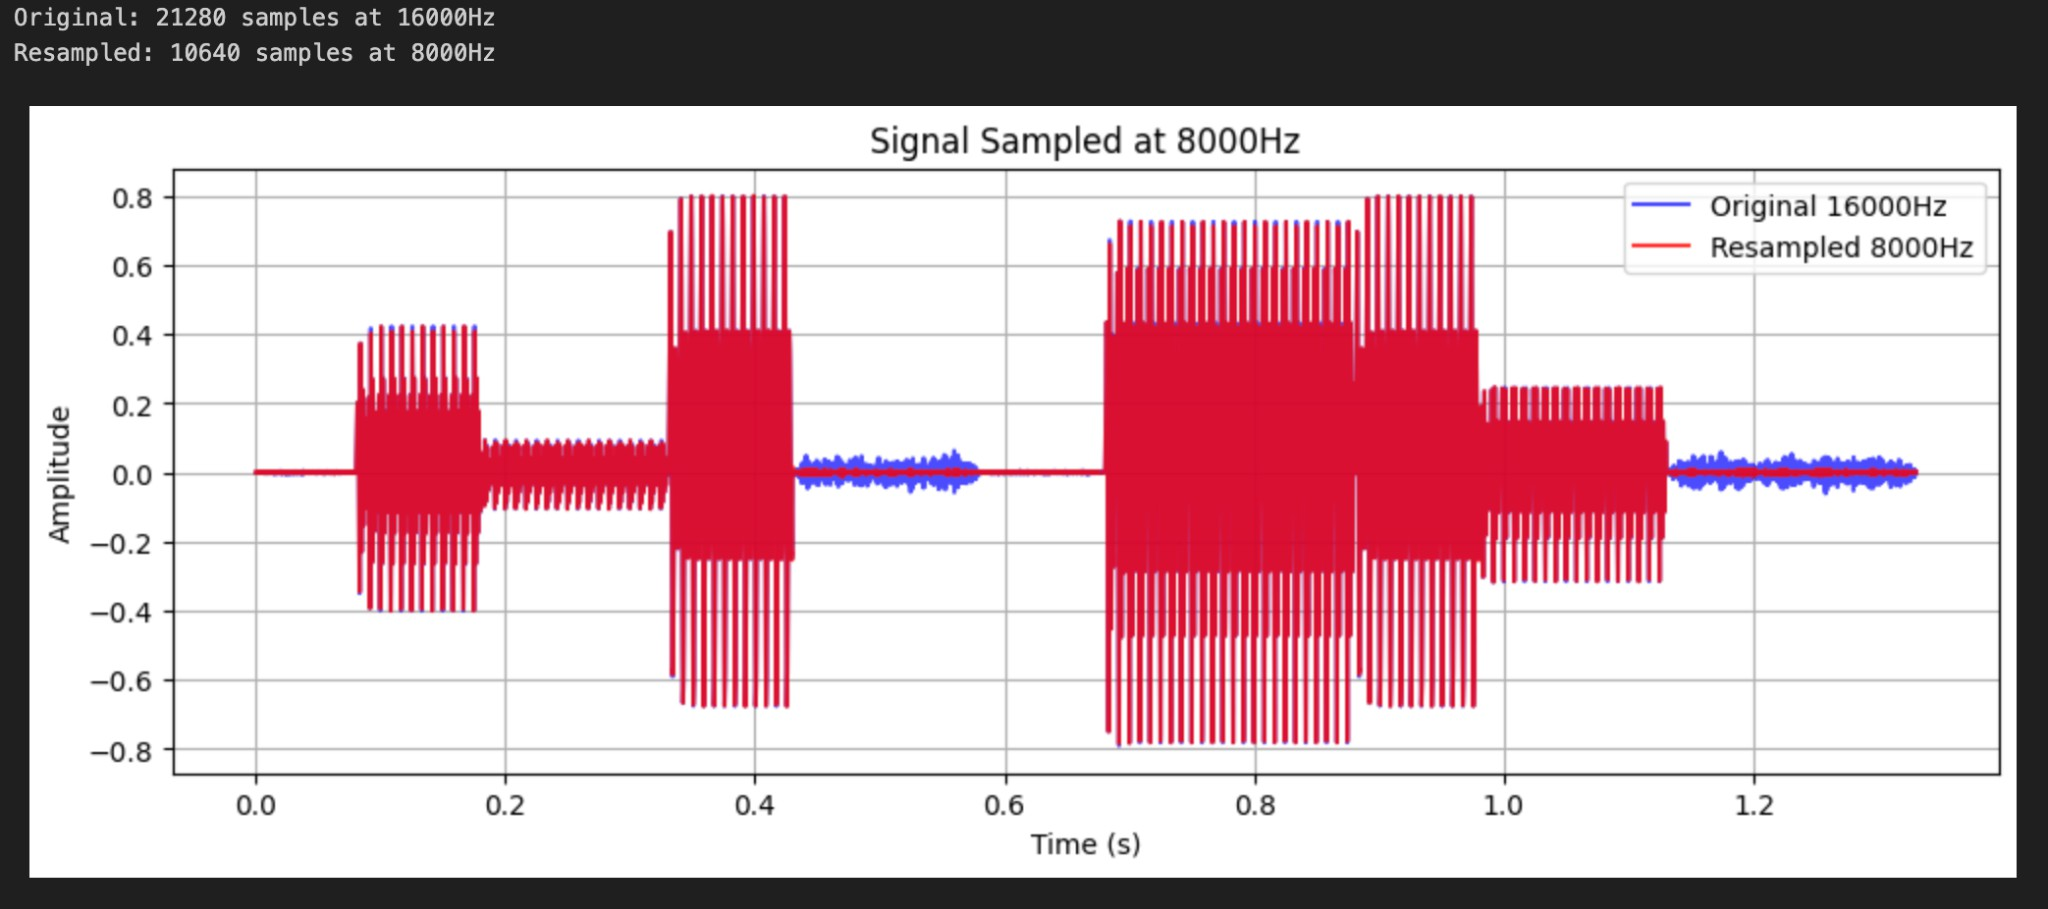 Original: 21280 samples at 16000Hz
Resampled: 10640 samples at 8000Hz
Signal Sampled at 8000Hz
Original 16000Hz
Resampled 8000Hz
Amplitude
0.8
0.6
0.4
0.2
0.0
−0.2
−0.4
−0.6
−0.8
0.0 0.2 0.4 0.6 0.8 1.0 1.2
Time (s)